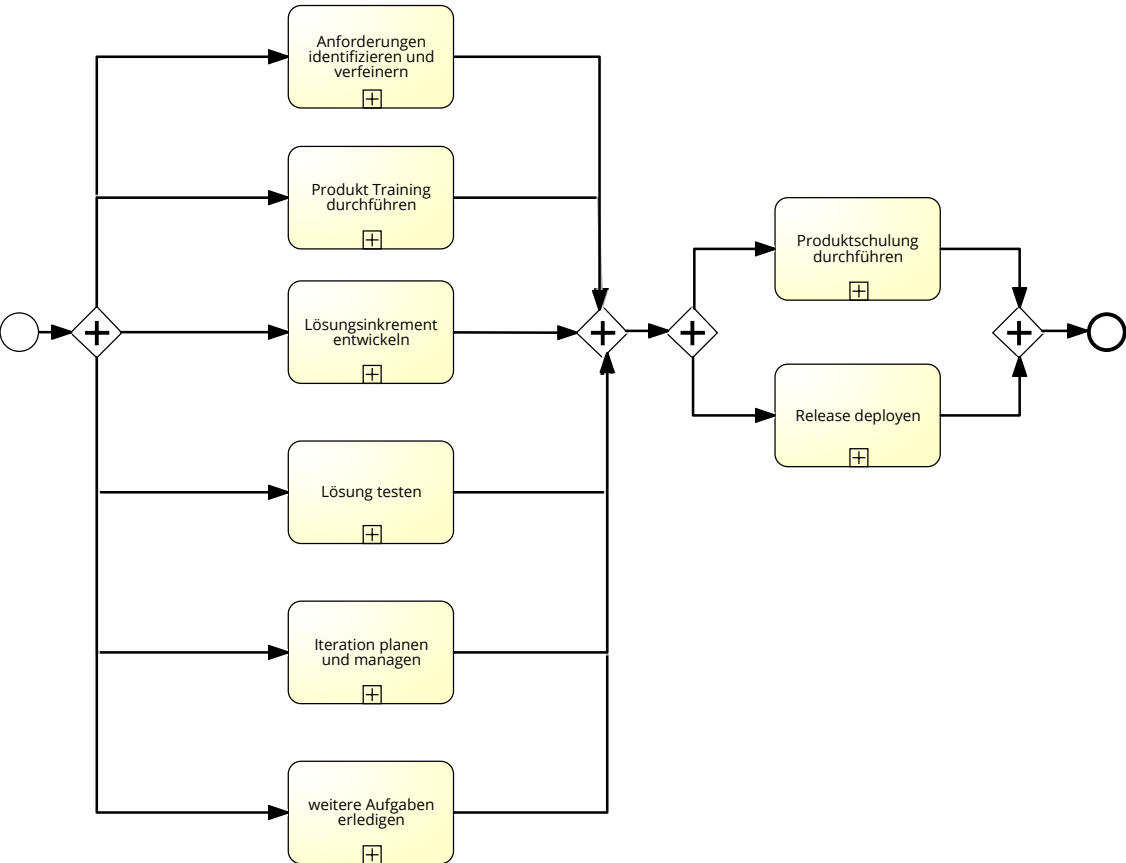 Anforderungen
identifizieren und
verfeinern
Produkt Training
durchführen
Lösungsinkrement
entwickeln
Lösung testen
Iteration planen
und managen
weitere Aufgaben
erledigen
Produktschulung
durchführen
Release deployen